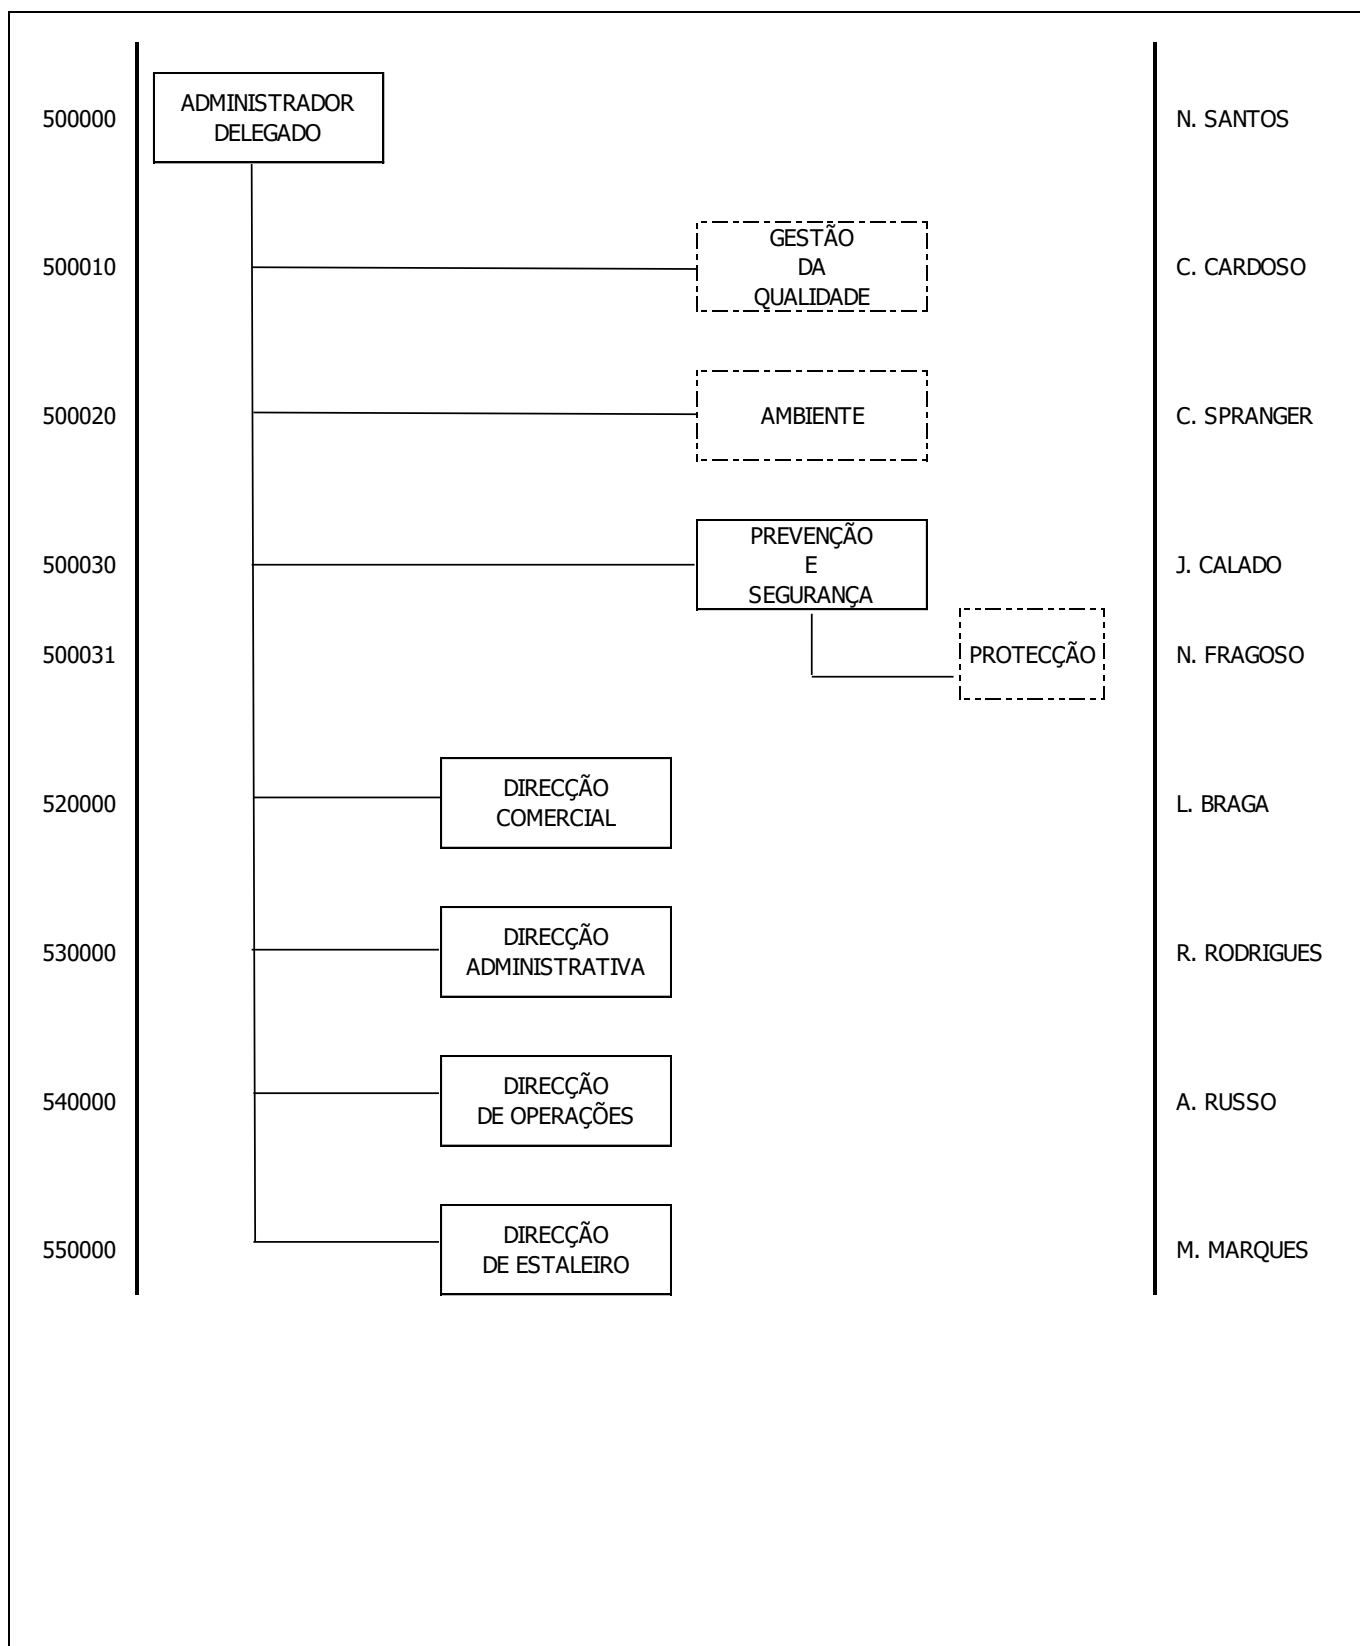 500000
ADMINISTRADOR
DELEGADO
N. SANTOS
500010
GESTÃO
DA
QUALIDADE
C. CARDOSO
500020
AMBIENTE
C. SPRANGER
500030
PREVENÇÃO
E
SEGURANÇA
J. CALADO
500031
PROTECÇÃO
N. FRAGOSO
520000
DIRECÇÃO
COMERCIAL
L. BRAGA
530000
DIRECÇÃO
ADMINISTRATIVA
R. RODRIGUES
540000
DIRECÇÃO
DE OPERAÇÕES
A. RUSSO
550000
DIRECÇÃO
DE ESTALEIRO
M. MARQUES